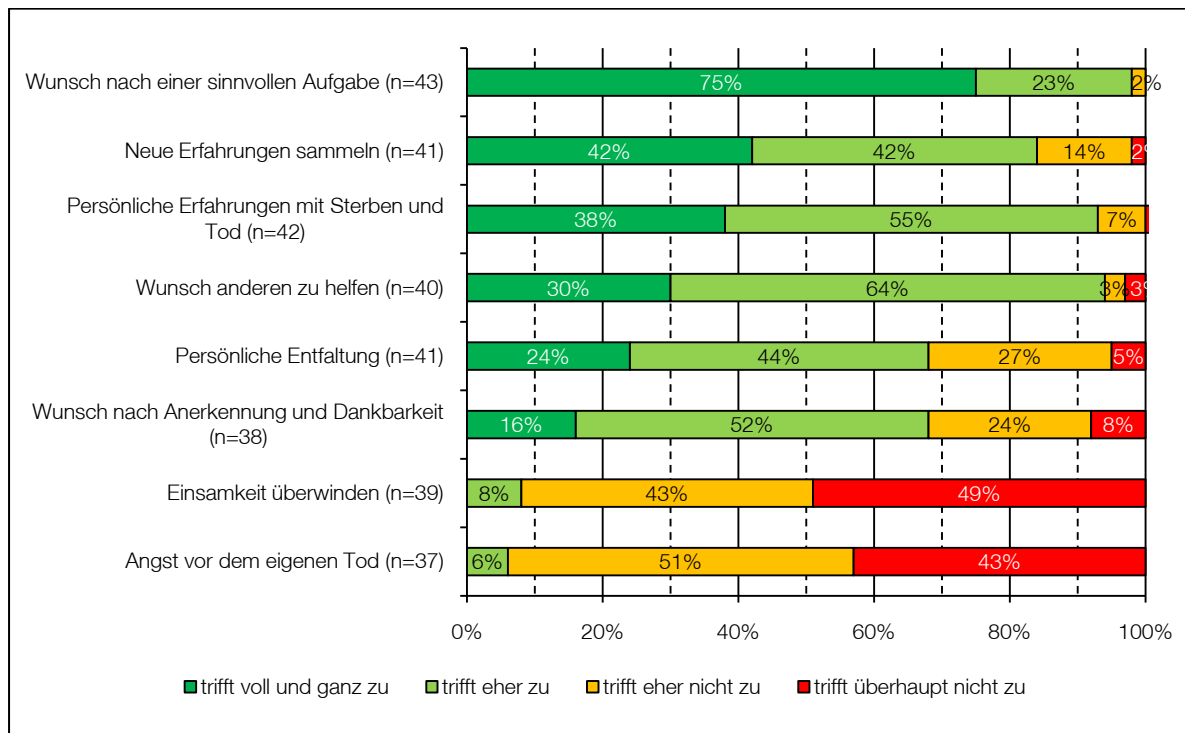 Wunsch nach einer sinnvollen Aufgabe (n=43)
75% 23% 2%
Neue Erfahrungen sammeln (n=41)
42% 42% 14% 2%
Persönliche Erfahrungen mit Sterben und
Tod (n=42)
38% 55% 7%
Wunsch anderen zu helfen (n=40)
30% 64% 3% 3%
Persönliche Entfaltung (n=41)
24% 44% 27% 5%
Wunsch nach Anerkennung und Dankbarkeit
(n=38)
16% 52% 24% 8%
Einsamkeit überwinden (n=39)
8% 43% 49%
Angst vor dem eigenen Tod (n=37)
6% 51% 43%
0% 20% 40% 60% 80% 100%
trifft voll und ganz zu trifft eher zu trifft eher nicht zu trifft überhaupt nicht zu